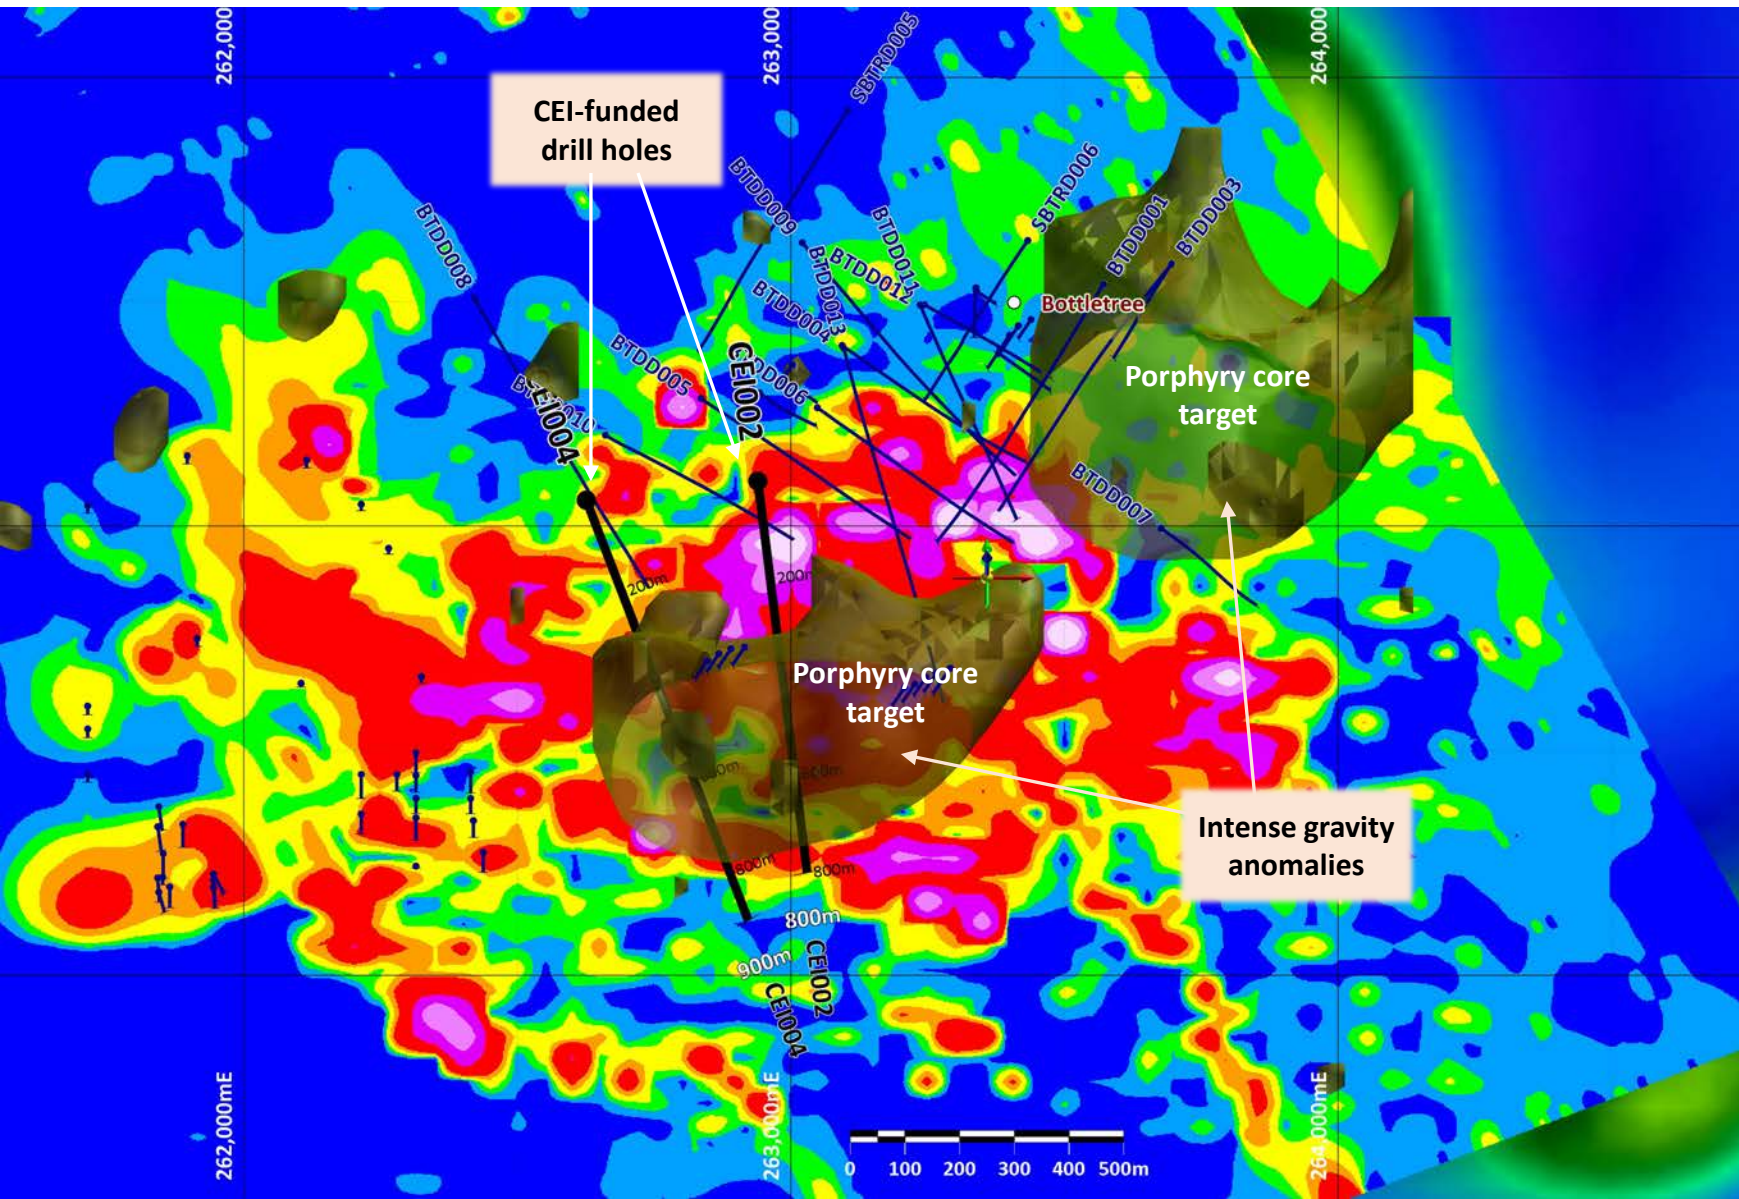 262,000
263,000
264,000
SBTRD005
CEI-funded
drill holes
BTDD009
SBTRD006
BTDD001
BTDD003
BTDD008
BTDD011
BTDD012
BTDD013
BTDD004
Bottletree
BTDD005
CEI002
CEI004
BTDD007
Porphyry core
target
200m
200m
Porphyry core
target
800m
800m
Intense gravity
anomalies
800m
900m
CEI002
CEI004
262,000mE
263,000mE
264,000mE
0 100 200 300 400 500m